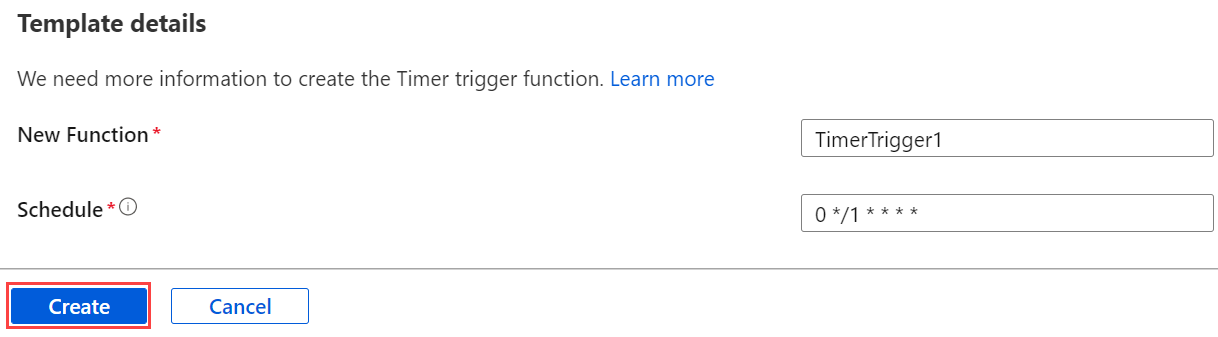 Template details
We need more information to create the Timer trigger function. Learn more
New Function*
TimerTrigger1
Schedule*
0 */1 * * * *
Create
Cancel